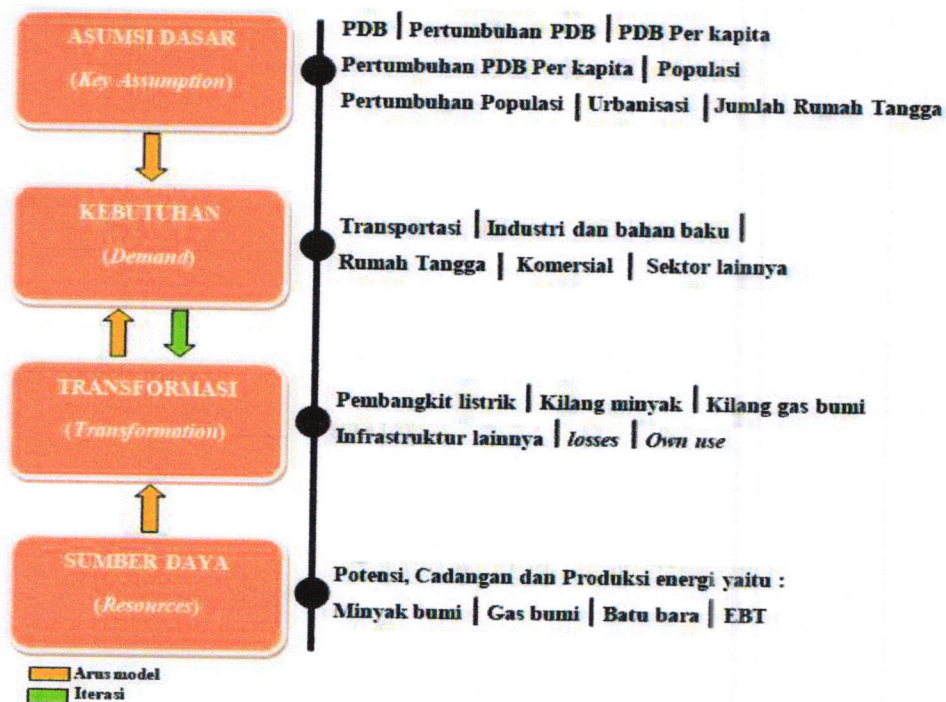 ASUMSI DASAR
(Key Assumption)
PDB | Pertumbuhan PDB | PDB Per kapita
Pertumbuhan PDB Per kapita | Populasi
Pertumbuhan Populasi | Urbanisasi | Jumlah Rumah Tangga
KEBUTUHAN
(Demand)
Transportasi | Industri dan bahan baku |
Rumah Tangga | Komersial | Sektor lainnya
TRANSFORMASI
(Transformation)
Pembangkit listrik | Kilang minyak | Kilang gas bumi
Infrastruktur lainnya | losses | Own use
SUMBER DAYA
(Resources)
Potensi, Cadangan dan Produksi energi yaitu :
Minyak bumi | Gas bumi | Batu bara | EBT
Arus model
Iterasi